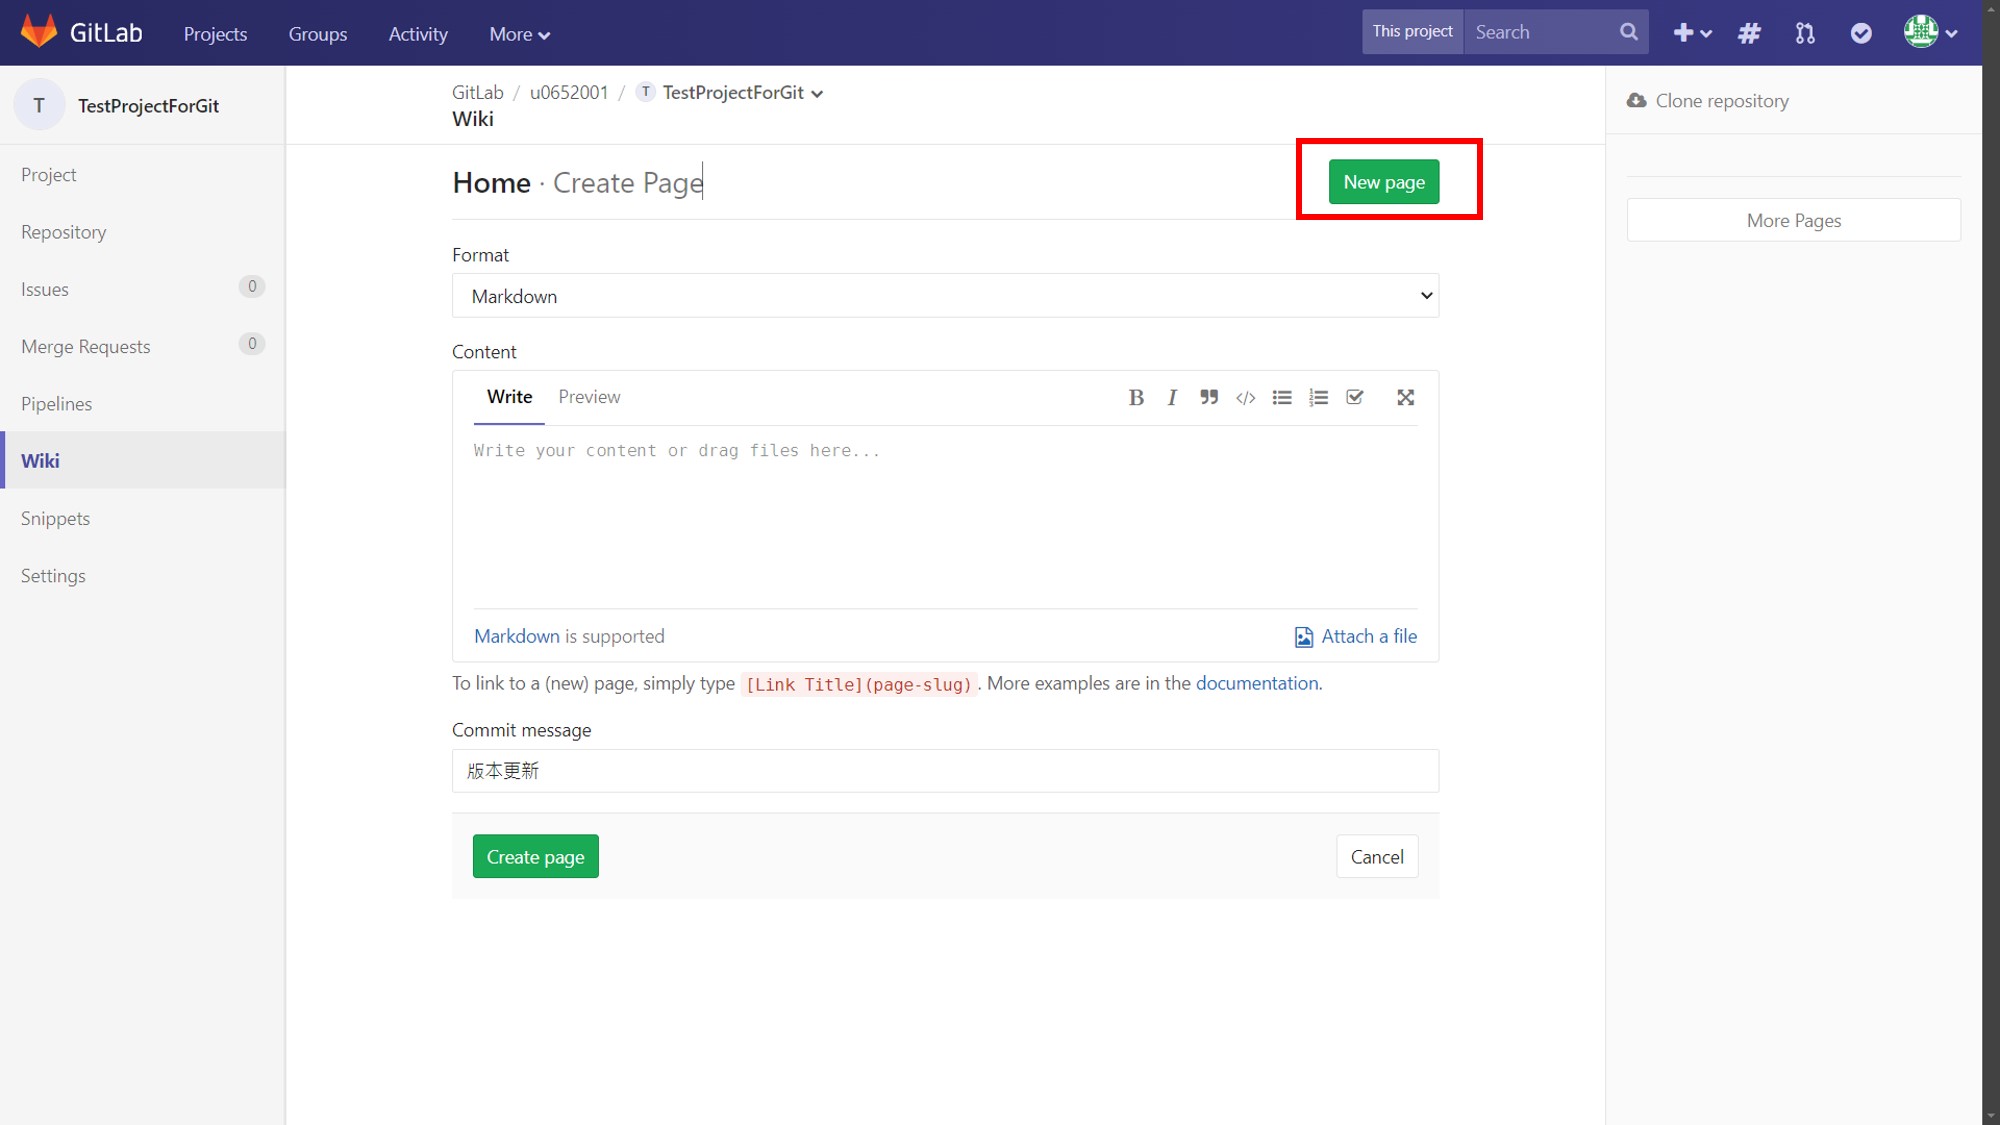 GitLab Projects Groups Activity More This project Search
T TestProjectForGit
Project
Repository
Issues 0
Merge Requests 0
Pipelines
Wiki
Snippets
Settings
GitLab / u0652001 / T TestProjectForGit
Wiki
Home · Create Page New page
Format
Markdown
Content
Write Preview
Write your content or drag files here...
Markdown is supported Attach a file
To link to a (new) page, simply type [Link Title](page-slug). More examples are in the documentation.
Commit message
版本更新
Create page Cancel
Clone repository
More Pages